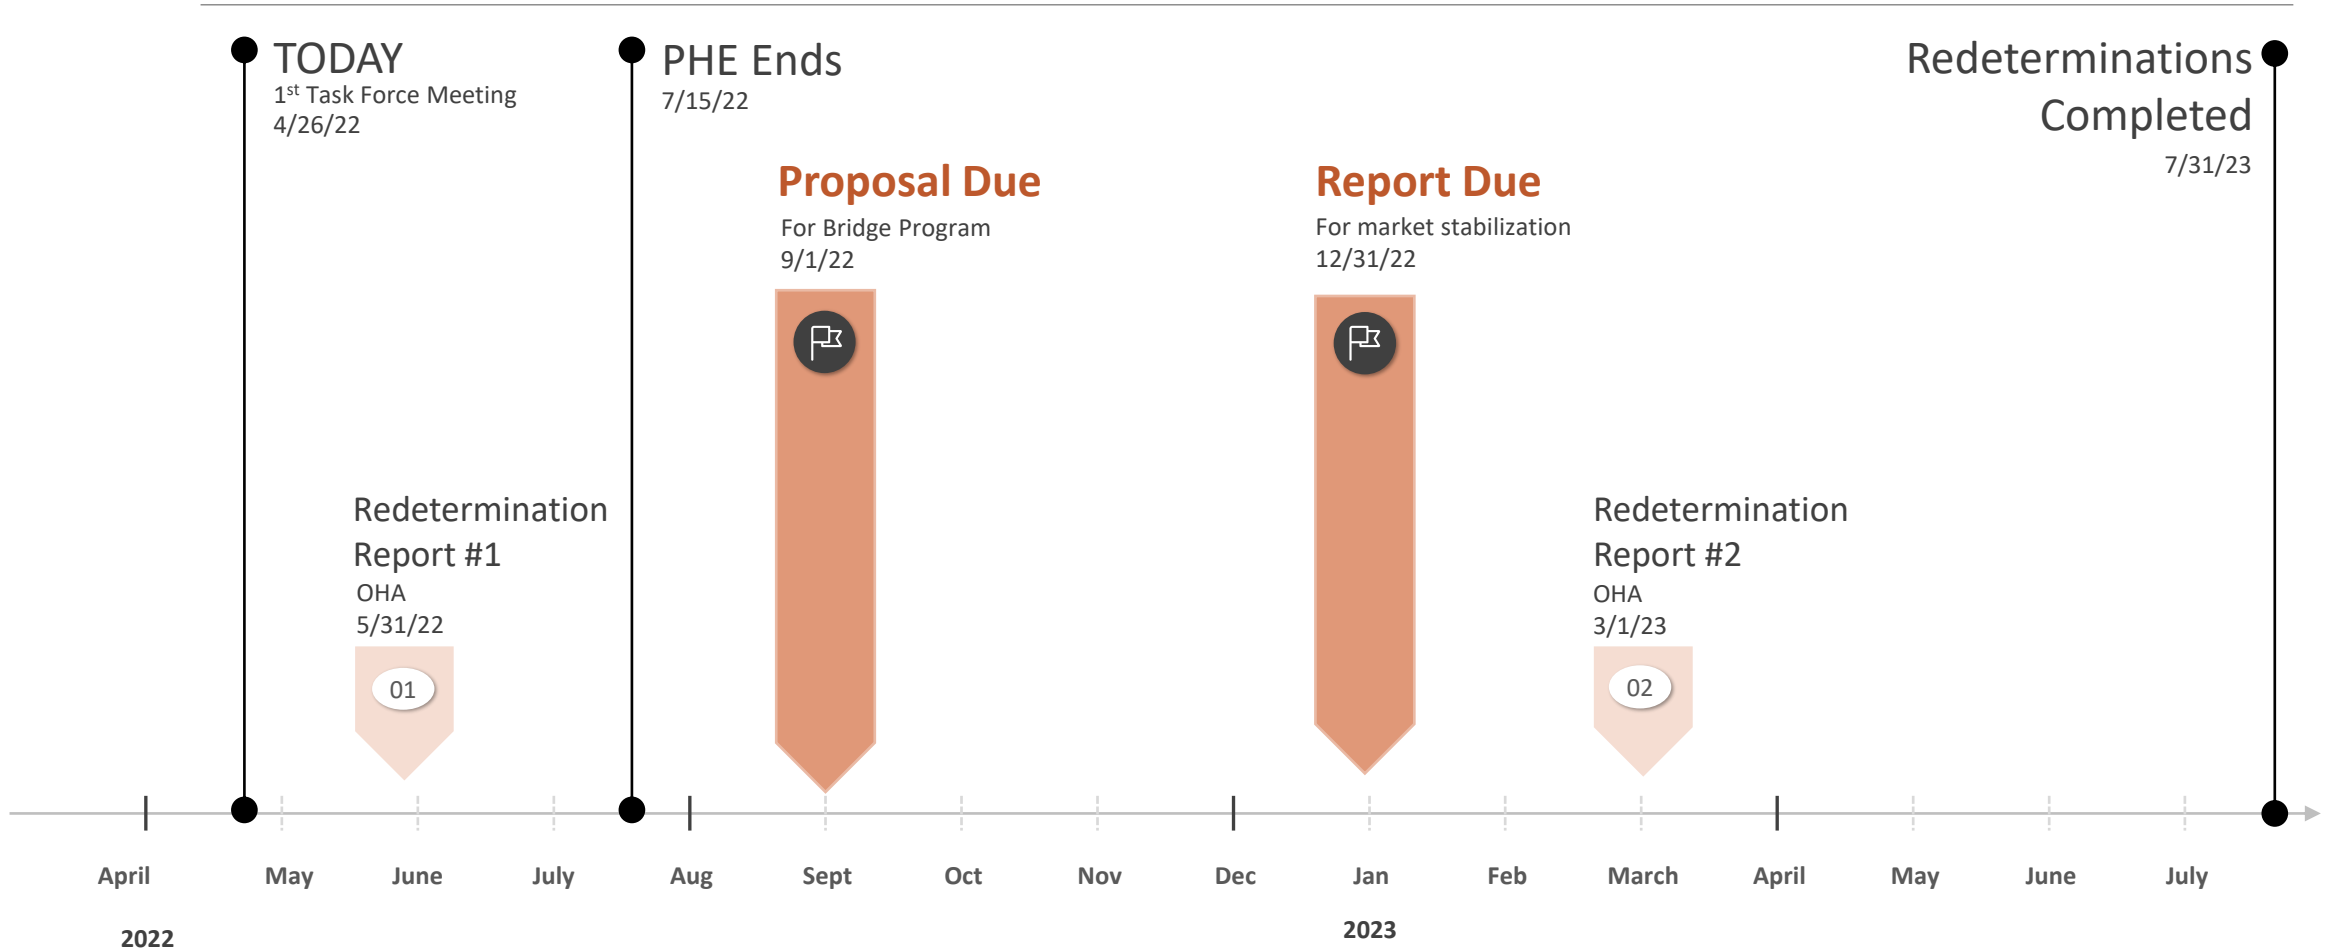 TODAY
1st Task Force Meeting
4/26/22
PHE Ends
7/15/22
Redeterminations
Completed
7/31/23
Proposal Due
For Bridge Program
9/1/22
Report Due
For market stabilization
12/31/22
Redetermination
Report #1
OHA
5/31/22
01
Redetermination
Report #2
OHA
3/1/23
02
April May June July Aug Sept Oct Nov Dec Jan Feb March April May June July
2022 2023